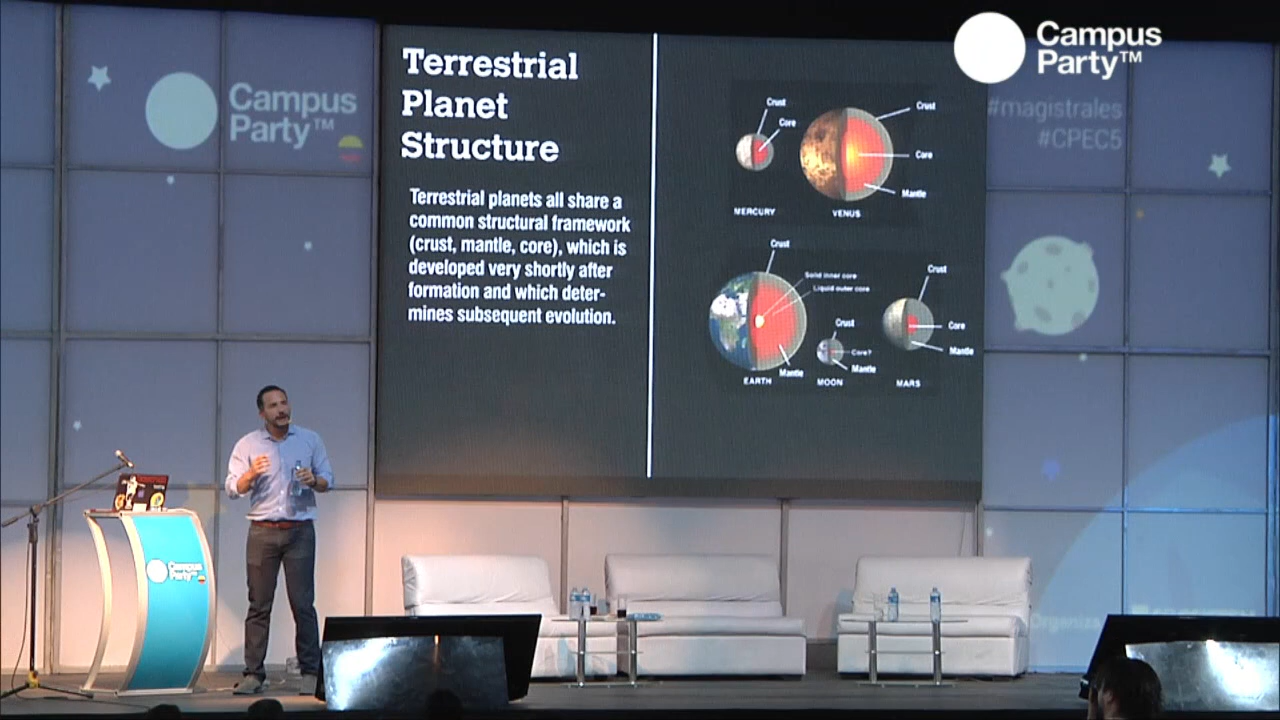 Campus
Party™
Campus
Party™
#magistrales
#CPEC5
Terrestrial
Planet
Structure
Terrestrial planets all share a
common structural framework
(crust, mantle, core), which is
developed very shortly after
formation and which deter-
mines subsequent evolution.
Crust
Core
MERCURY
Crust
Core
Mantle
VENUS
Crust
Solid inner core
Liquid outer core
Mantle
EARTH
Crust
Core?
Mantle
MOON
Crust
Core
Mantle
MARS
Campus
Party™
Organiza